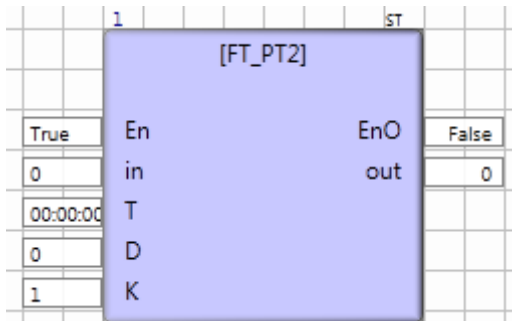 1 ST
[FT_PT2]
True En EnO False
0 in out 0
00:00:00 T
0 D
1 K